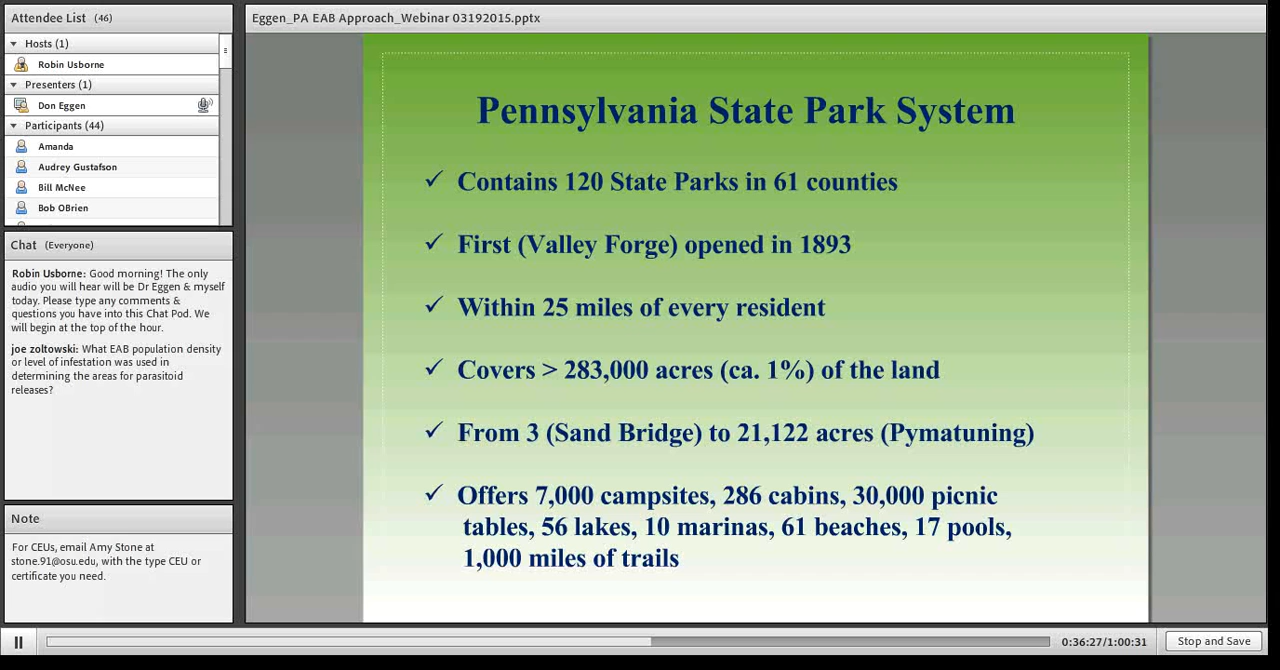 Attendee List (46)
Hosts (1)
Robin Usborne
Presenters (1)
Don Eggen
Participants (44)
Amanda
Audrey Gustafson
Bill McNee
Bob OBrien
Chat (Everyone)
Robin Usborne: Good morning! The only
audio you will hear will be Dr Eggen & myself
today. Please type any comments &
questions you have into this Chat Pod. We
will begin at the top of the hour.
joe zoltowski: What EAB population density
or level of infestation was used in
determining the areas for parasitoid
releases?
Note
For CEUs, email Amy Stone at
stone.91@osu.edu, with the type CEU or
certificate you need.
Eggen_PA EAB Approach_Webinar 03192015.pptx
Pennsylvania State Park System
✓ Contains 120 State Parks in 61 counties
✓ First (Valley Forge) opened in 1893
✓ Within 25 miles of every resident
✓ Covers > 283,000 acres (ca. 1%) of the land
✓ From 3 (Sand Bridge) to 21,122 acres (Pymatuning)
✓ Offers 7,000 campsites, 286 cabins, 30,000 picnic
tables, 56 lakes, 10 marinas, 61 beaches, 17 pools,
1,000 miles of trails
0:36:27/1:00:31
Stop and Save